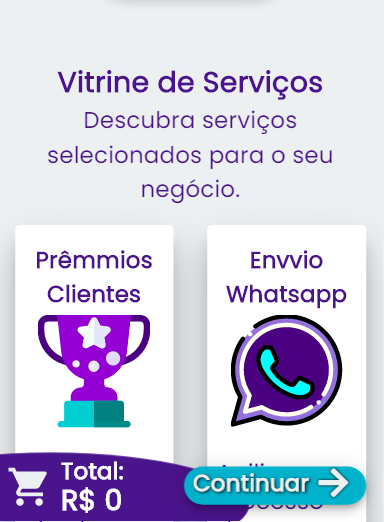 Vitrine de Serviços
Descubra serviços
selecionados para o seu
negócio.
Prêmmios
Clientes
Envvio
Whatsapp
Total:
R$ 0
Continuar